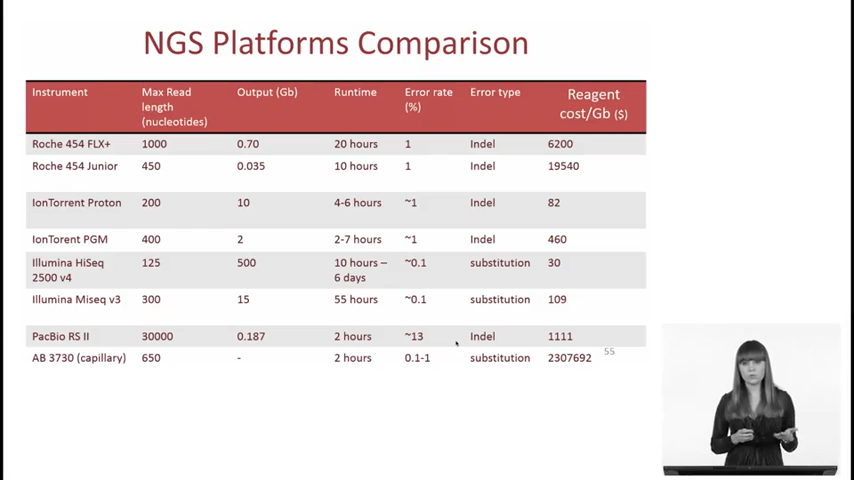 NGS Platforms Comparison
Instrument Max Read length (nucleotides) Output (Gb) Runtime Error rate (%) Error type Reagent cost/Gb ($)
Roche 454 FLX+ 1000 0.70 20 hours 1 Indel 6200
Roche 454 Junior 450 0.035 10 hours 1 Indel 19540
IonTorrent Proton 200 10 4-6 hours ~1 Indel 82
IonTorent PGM 400 2 2-7 hours ~1 Indel 460
Illumina HiSeq 2500 v4 125 500 10 hours – 6 days ~0.1 substitution 30
Illumina Miseq v3 300 15 55 hours ~0.1 substitution 109
PacBio RS II 30000 0.187 2 hours ~13 Indel 1111
AB 3730 (capillary) 650 - 2 hours 0.1-1 substitution 2307692
55